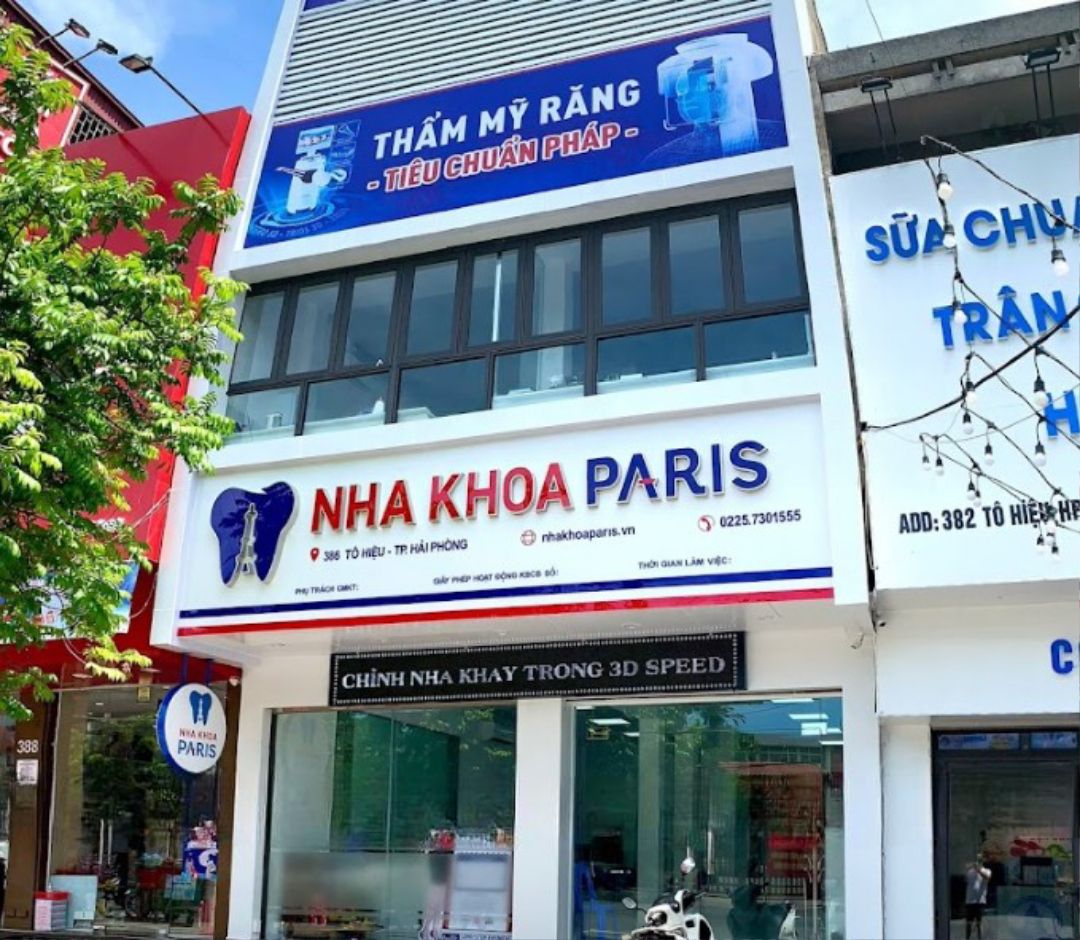 THẨM MỸ RĂNG
- TIÊU CHUẨN PHÁP -
NHA KHOA PARIS
386 TÔ HIỆU - TP. HẢI PHÒNG
nhakhoaparis.vn
0225.7301555
PHỤ TRÁCH CMKT:
GIẤY PHÉP HOẠT ĐỘNG KBCB SỐ:
THỜI GIAN LÀM VIỆC:
CHỈNH NHA KHAY TRONG 3D SPEED
NHA KHOA
PARIS
388
SỮA CHUA
TRÂN
H
ADD: 382 TÔ HIỆU HP
C